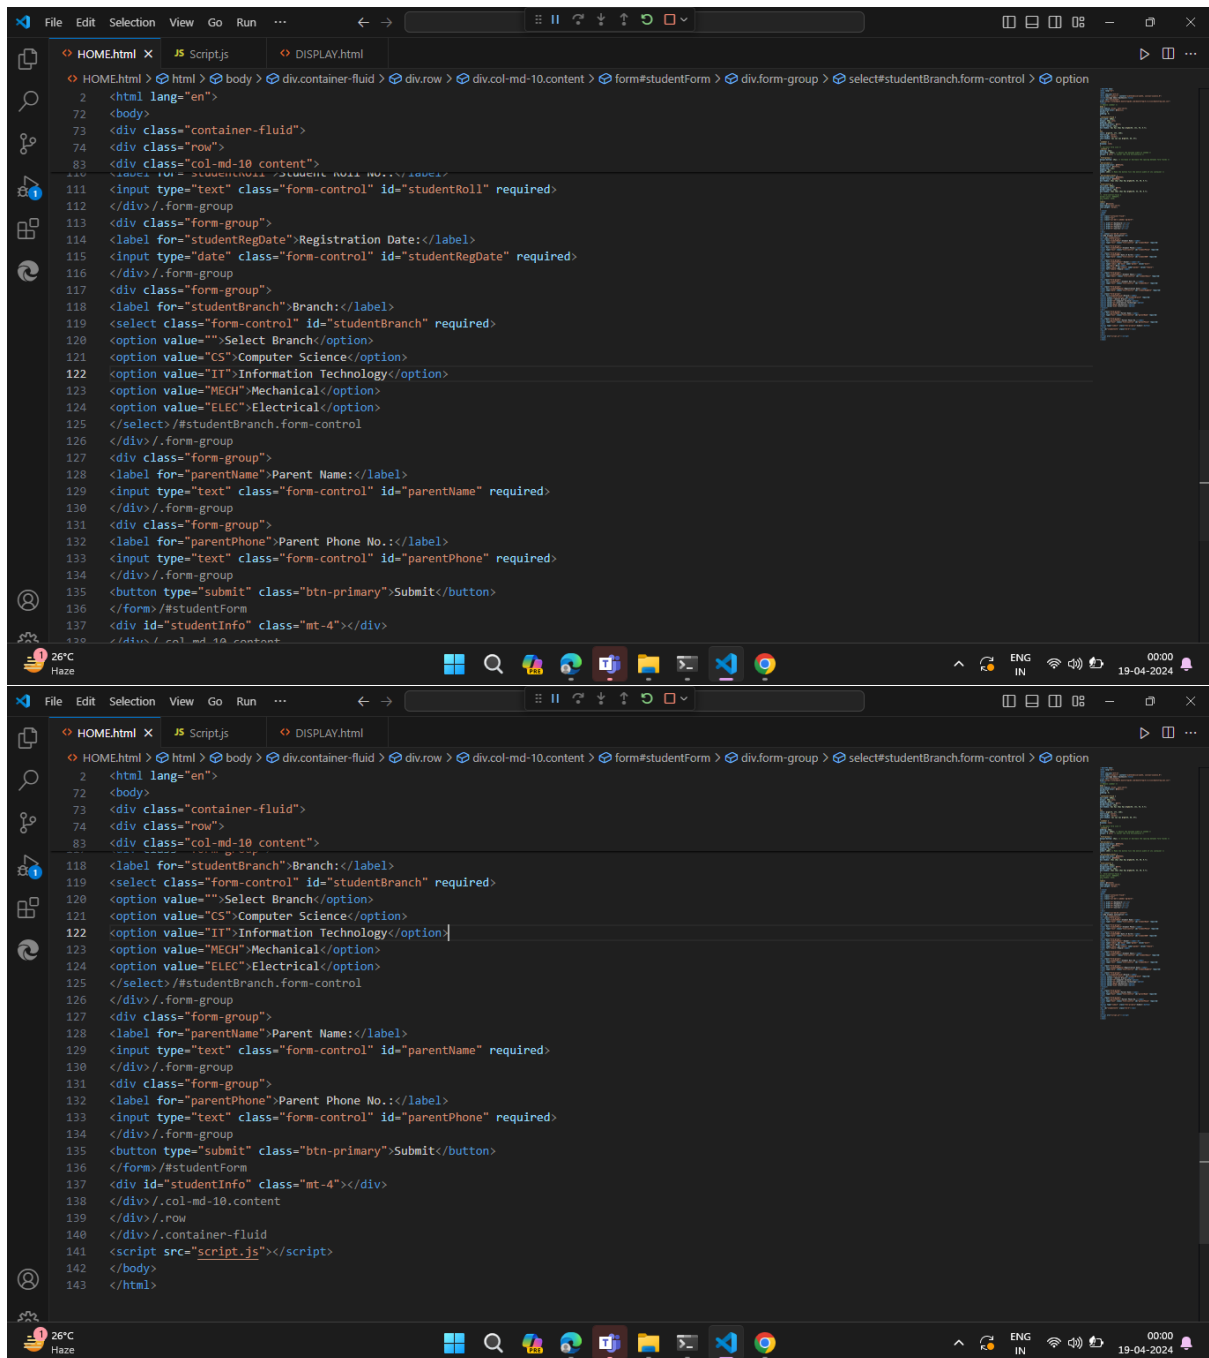 File Edit Selection View Go Run ···
HOME.html JS Script.js DISPLAY.html
HOME.html > html > body > div.container-fluid > div.row > div.col-md-10.content > form#studentForm > div.form-group > select#studentBranch.form-control > option
2 <html lang="en">
72 <body>
73 <div class="container-fluid">
74 <div class="row">
83 <div class="col-md-10 content">
110 <label for="studentRoll">Student Roll No.:</label>
111 <input type="text" class="form-control" id="studentRoll" required>
112 </div>/.form-group
113 <div class="form-group">
114 <label for="studentRegDate">Registration Date:</label>
115 <input type="date" class="form-control" id="studentRegDate" required>
116 </div>/.form-group
117 <div class="form-group">
118 <label for="studentBranch">Branch:</label>
119 <select class="form-control" id="studentBranch" required>
120 <option value="">Select Branch</option>
121 <option value="CS">Computer Science</option>
122 <option value="IT">Information Technology</option>
123 <option value="MECH">Mechanical</option>
124 <option value="ELEC">Electrical</option>
125 </select>/#studentBranch.form-control
126 </div>/.form-group
127 <div class="form-group">
128 <label for="parentName">Parent Name:</label>
129 <input type="text" class="form-control" id="parentName" required>
130 </div>/.form-group
131 <div class="form-group">
132 <label for="parentPhone">Parent Phone No.:</label>
133 <input type="text" class="form-control" id="parentPhone" required>
134 </div>/.form-group
135 <button type="submit" class="btn-primary">Submit</button>
136 </form>/#studentForm
137 <div id="studentInfo" class="mt-4"></div>
138 </div>/.col-md-10.content
1
1 26°C
Haze
PRE
ENG
IN
00:00
19-04-2024
File Edit Selection View Go Run ···
HOME.html JS Script.js DISPLAY.html
HOME.html > html > body > div.container-fluid > div.row > div.col-md-10.content > form#studentForm > div.form-group > select#studentBranch.form-control > option
2 <html lang="en">
72 <body>
73 <div class="container-fluid">
74 <div class="row">
83 <div class="col-md-10 content">
118 <label for="studentBranch">Branch:</label>
119 <select class="form-control" id="studentBranch" required>
120 <option value="">Select Branch</option>
121 <option value="CS">Computer Science</option>
122 <option value="IT">Information Technology</option>
123 <option value="MECH">Mechanical</option>
124 <option value="ELEC">Electrical</option>
125 </select>/#studentBranch.form-control
126 </div>/.form-group
127 <div class="form-group">
128 <label for="parentName">Parent Name:</label>
129 <input type="text" class="form-control" id="parentName" required>
130 </div>/.form-group
131 <div class="form-group">
132 <label for="parentPhone">Parent Phone No.:</label>
133 <input type="text" class="form-control" id="parentPhone" required>
134 </div>/.form-group
135 <button type="submit" class="btn-primary">Submit</button>
136 </form>/#studentForm
137 <div id="studentInfo" class="mt-4"></div>
138 </div>/.col-md-10.content
139 </div>/.row
140 </div>/.container-fluid
141 <script src="script.js"></script>
142 </body>
143 </html>
1
1 26°C
Haze
PRE
ENG
IN
00:00
19-04-2024